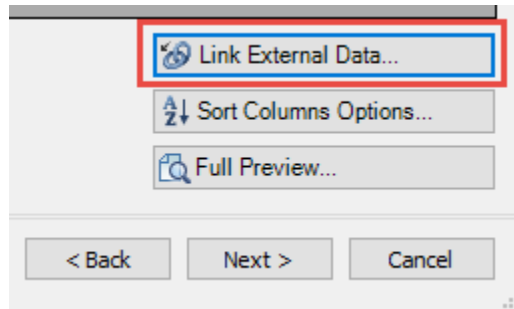 Link External Data...
Sort Columns Options...
Full Preview...
< Back Next > Cancel